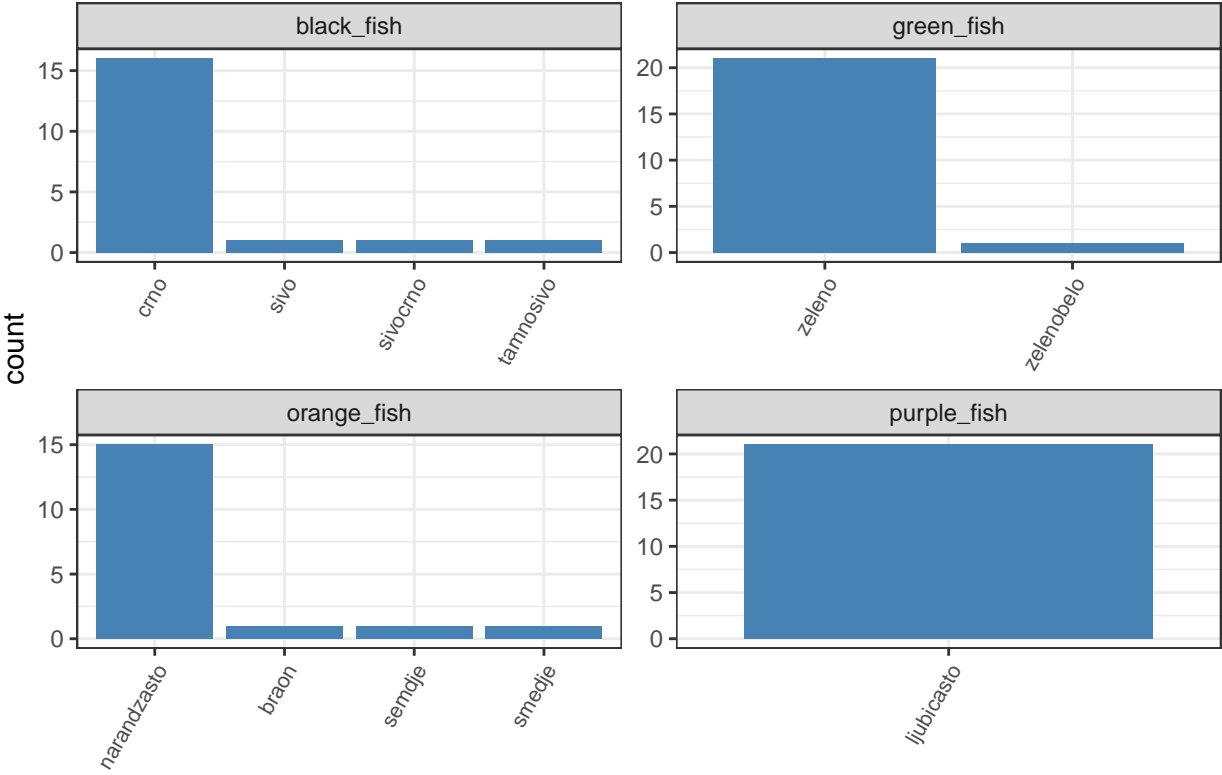 black_fish
15
10
5
0
crno
sivo
sivocrno
tamnosivo
green_fish
20
15
10
5
0
zeleno
zelenobelo
count
orange_fish
15
10
5
0
narandzasto
braon
semdje
smedje
purple_fish
20
15
10
5
0
ljubicasto